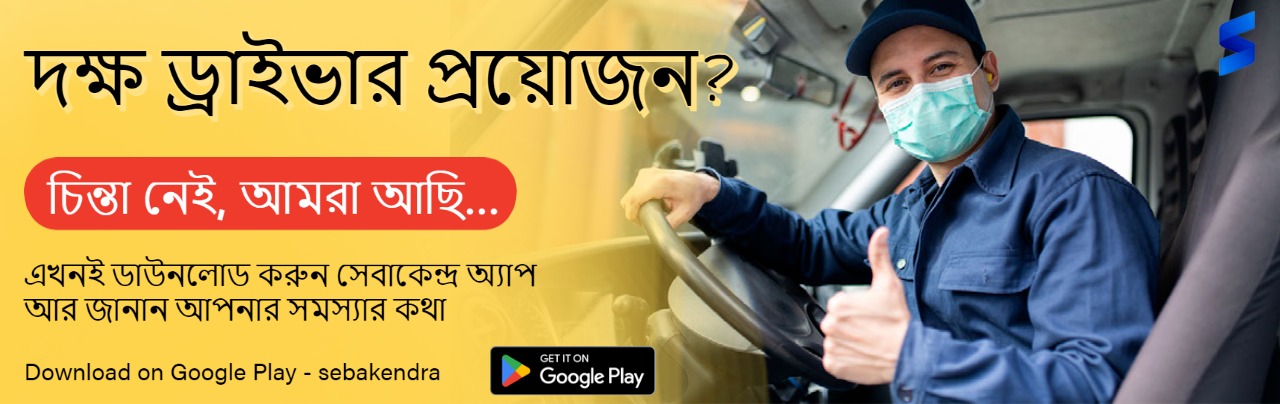 দক্ষ ড্রাইভার প্রয়োজন?
চিন্তা নেই, আমরা আছি...
এখনই ডাউনলোড করুন সেবাকেন্দ্র অ্যাপ
আর জানান আপনার সমস্যার কথা
Download on Google Play - sebakendra
GET IT ON
Google Play